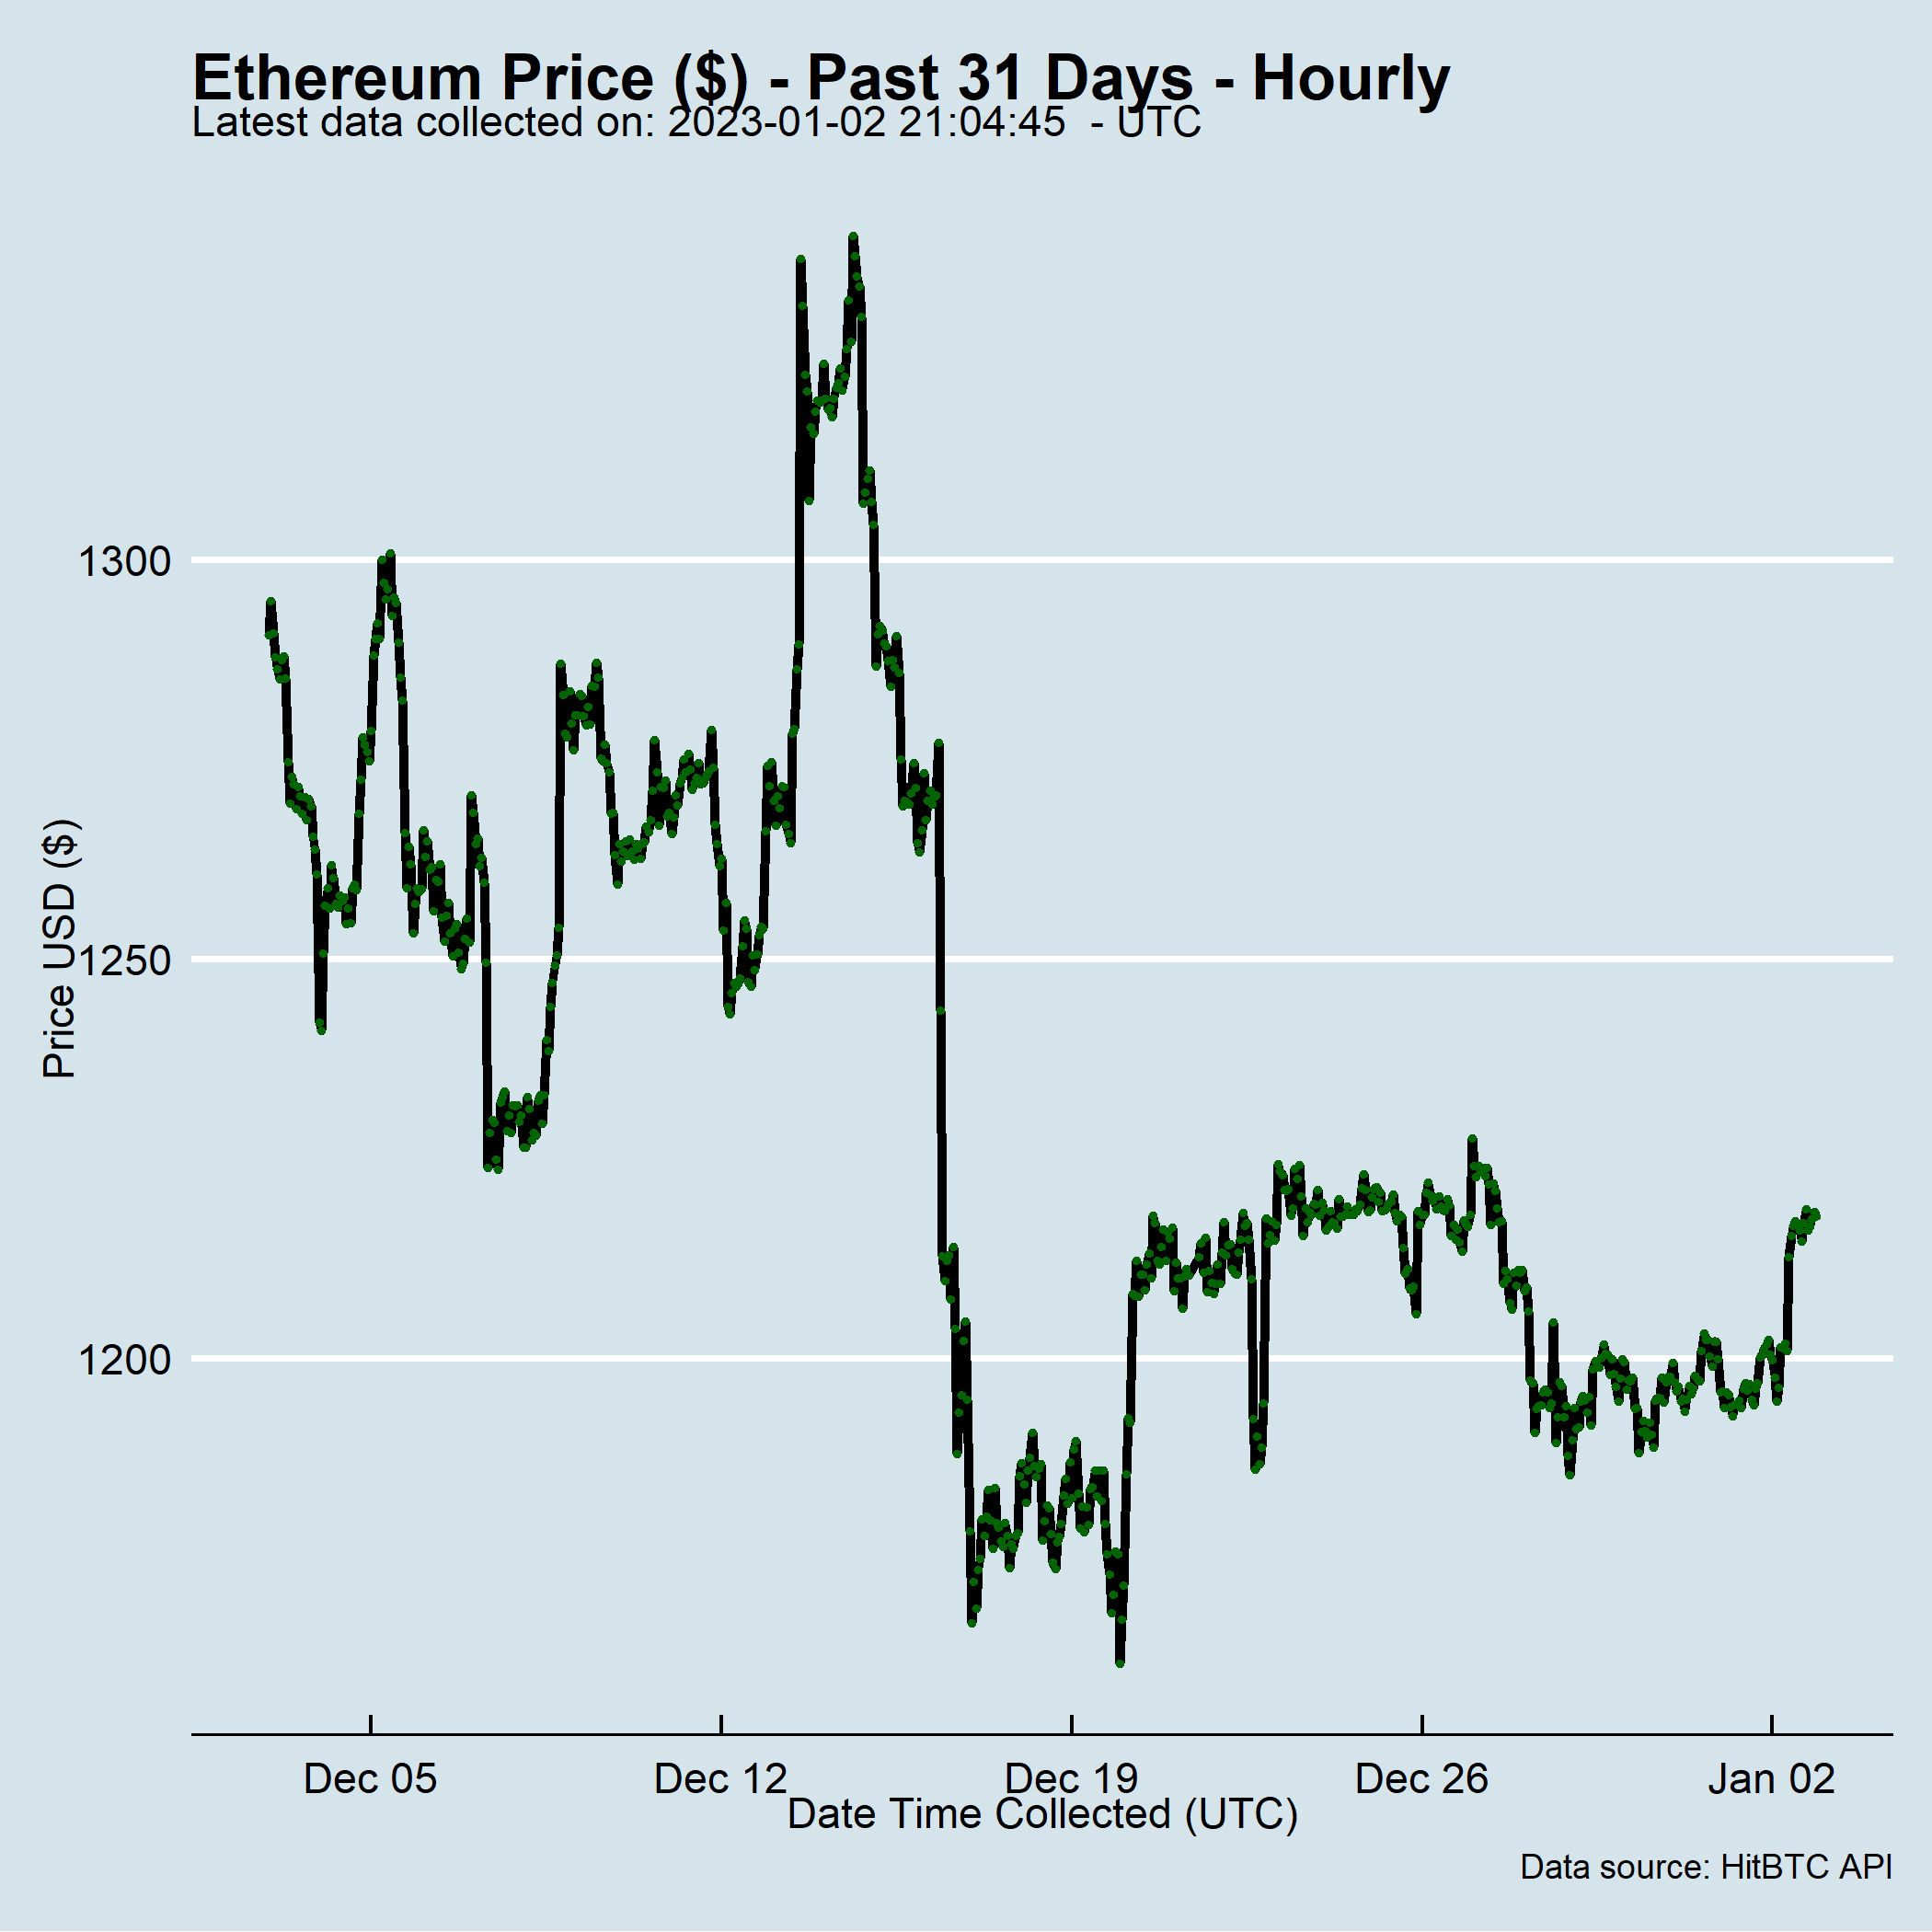 Ethereum Price ($) - Past 31 Days - Hourly
Latest data collected on: 2023-01-02 21:04:45  - UTC
Price USD ($)
1300
1250
1200
Dec 05
Dec 12
Dec 19
Dec 26
Jan 02
Date Time Collected (UTC)
Data source: HitBTC API